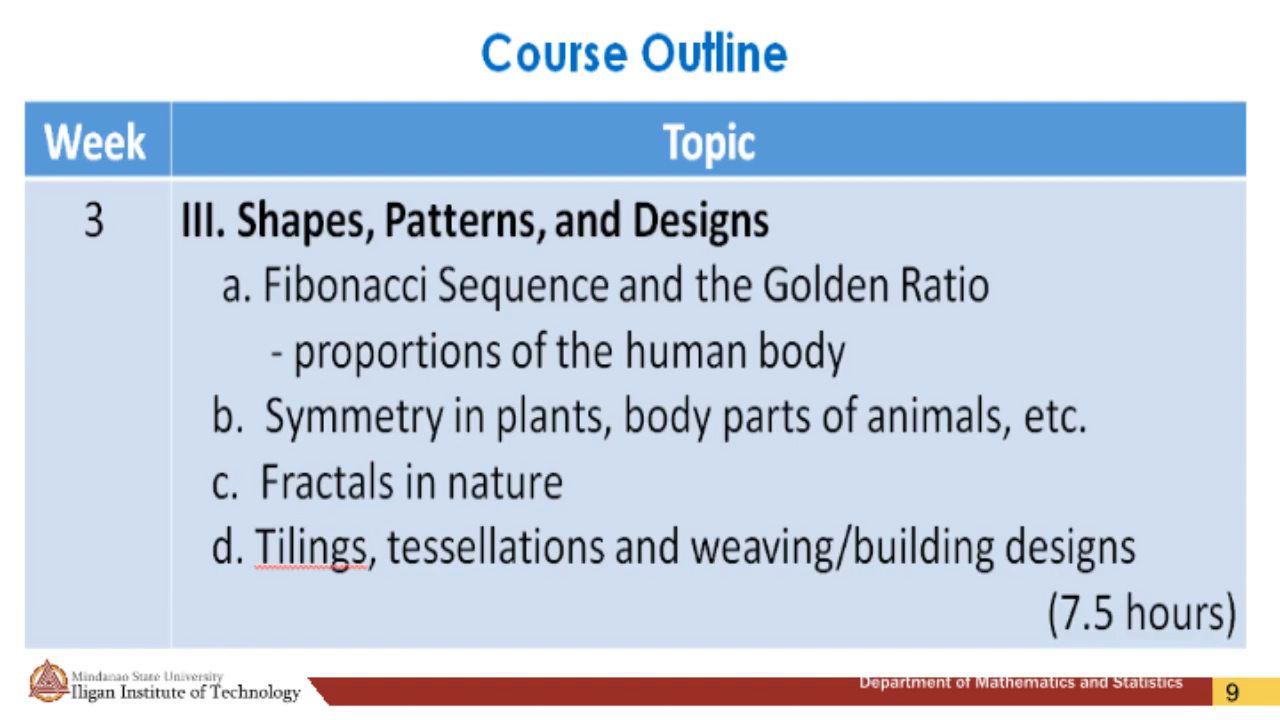 Course Outline
Week Topic
3 III. Shapes, Patterns, and Designs
a. Fibonacci Sequence and the Golden Ratio
- proportions of the human body
b. Symmetry in plants, body parts of animals, etc.
c. Fractals in nature
d. Tilings, tessellations and weaving/building designs
(7.5 hours)
Mindanao State University
Iligan Institute of Technology
Department of Mathematics and Statistics
9